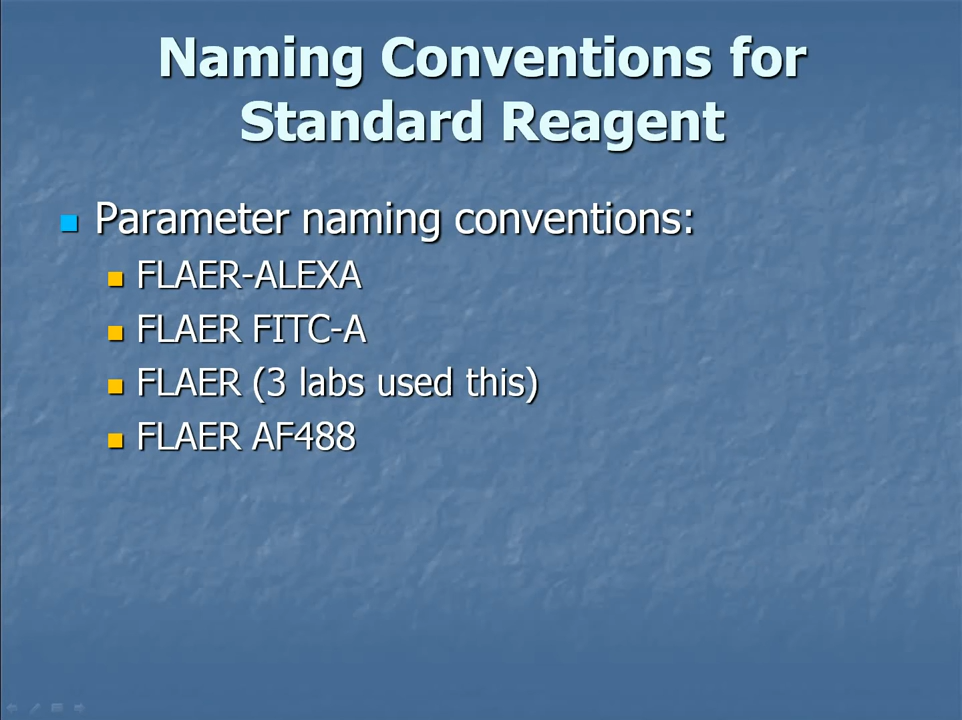 Naming Conventions for
Standard Reagent
Parameter naming conventions:
FLAER-ALEXA
FLAER FITC-A
FLAER (3 labs used this)
FLAER AF488